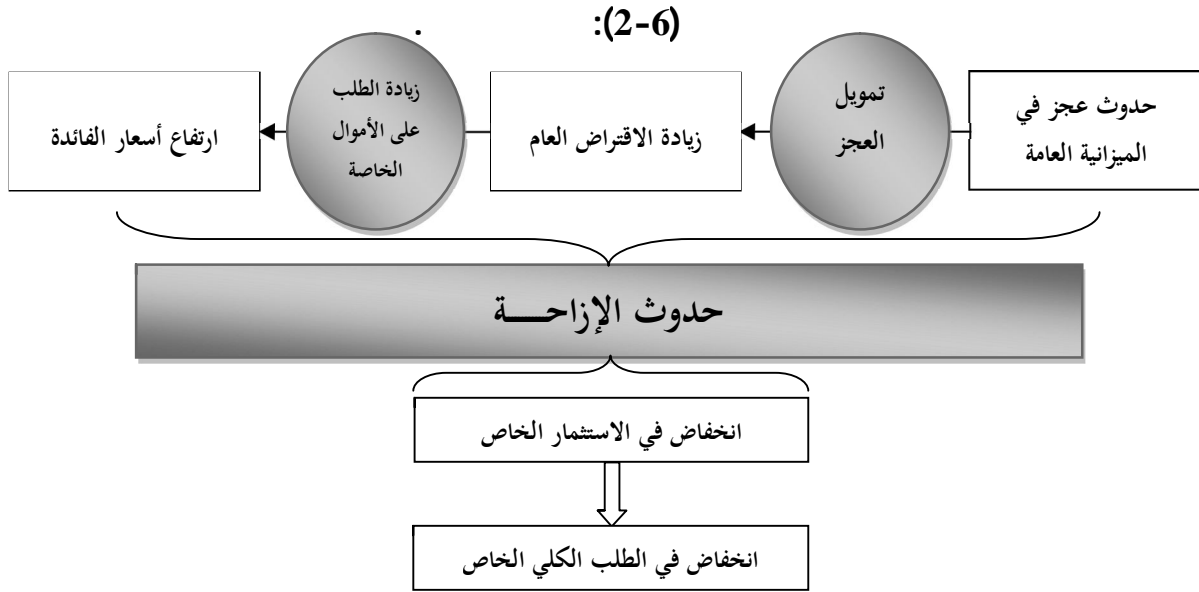 :(2-6) .
حدوث عجز في
الميزانية العامة
تمويل
العجز
زيادة الاقتراض العام
زيادة الطلب
على الأموال
الخاصة
ارتفاع أسعار الفائدة
حدوث الإزاحــــة
انخفاض في الاستثمار الخاص
انخفاض في الطلب الكلي الخاص